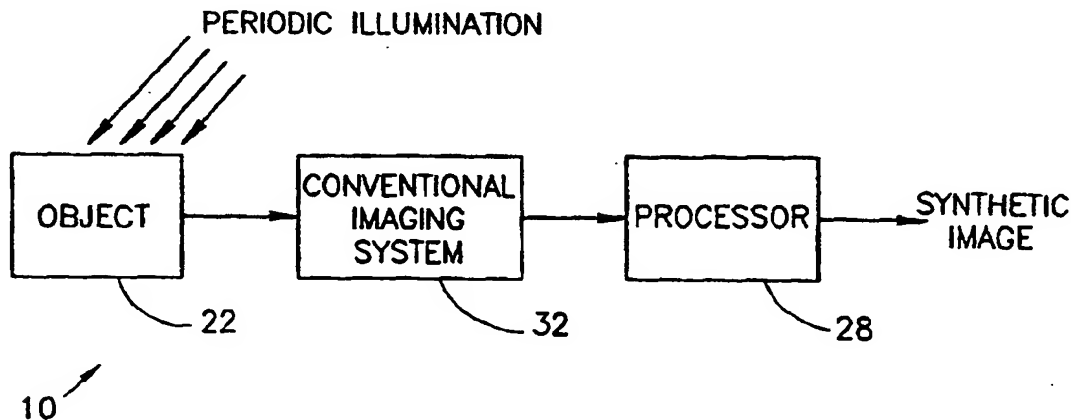 PERIODIC ILLUMINATION
OBJECT
CONVENTIONAL
IMAGING
SYSTEM
PROCESSOR
SYNTHETIC
IMAGE
22
32
28
10